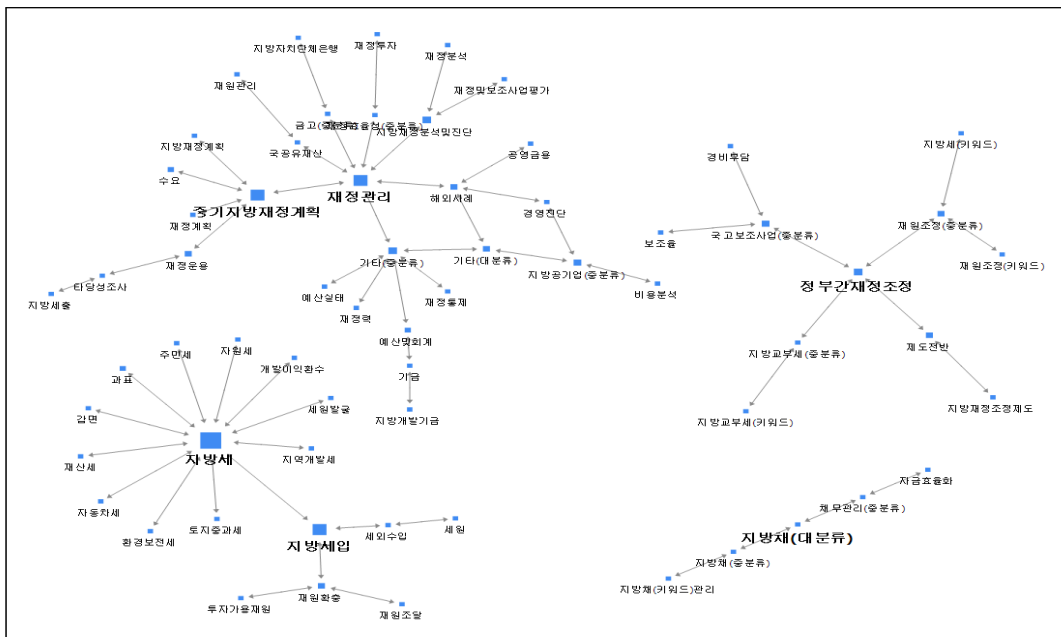 지방자치단체은행
재정투자
재정분석
재원관리
재정및보조사업평가
지방재정분석및진단
지방재정계획
국공유재산
공영금융
수요
재정관리
해외사례
중기지방재정계획
경영진단
재정계획
재정운용
기타(중분류)
기타(대분류)
지방공기업(중분류)
타당성조사
지방세출
예산실태
재정통제
비용분석
재정력
예산및회계
기금
지방개발기금
지방세(키워드)
경비부담
재원조정(중분류)
보조율
국고보조사업(중분류)
재원조정(키워드)
정부간재정조정
지방교부세(중분류)
제도전반
지방교부세(키워드)
지방재정조정제도
주민세
자원세
개발이익환수
과표
세원발굴
감면
지방세
지역개발세
재산세
자동차세
토지중과세
환경보전세
지방세입
세외수입
세원
재원확충
투자가용재원
재원조달
자금효율화
채무관리(중분류)
지방채(대분류)
지방채(중분류)
지방채(키워드)관리